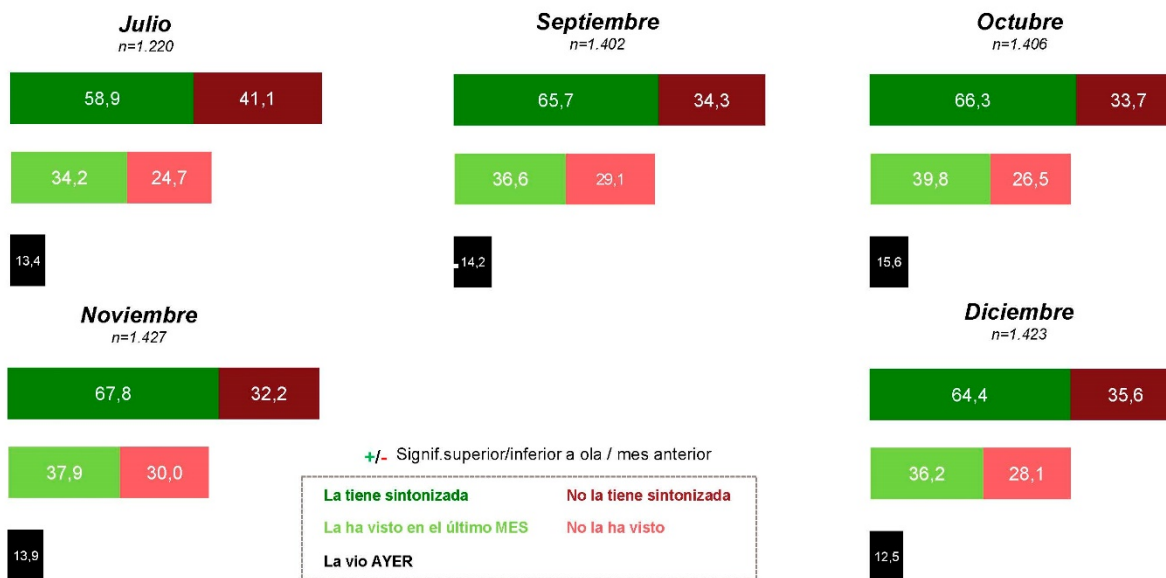 Julio
n=1.220
58,9 41,1
34,2 24,7
13,4
Septiembre
n=1.402
65,7 34,3
36,6 29,1
14,2
Octubre
n=1.406
66,3 33,7
39,8 26,5
15,6
Noviembre
n=1.427
67,8 32,2
37,9 30,0
13,9
Diciembre
n=1.423
64,4 35,6
36,2 28,1
12,5
+/- Signif.superior/inferior a ola / mes anterior
La tiene sintonizada No la tiene sintonizada
La ha visto en el último MES No la ha visto
La vio AYER